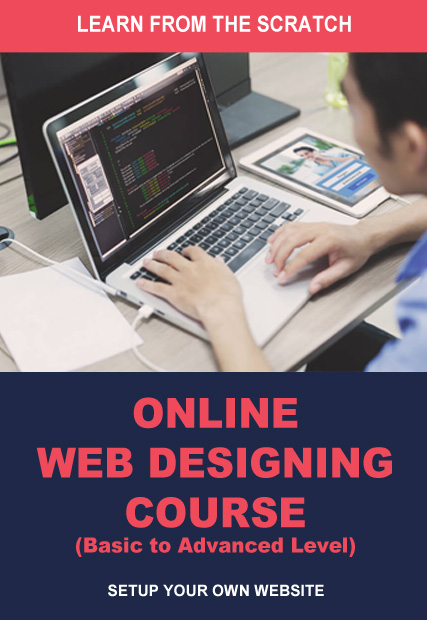 LEARN FROM THE SCRATCH
ONLINE
WEB DESIGNING
COURSE
(Basic to Advanced Level)
SETUP YOUR OWN WEBSITE